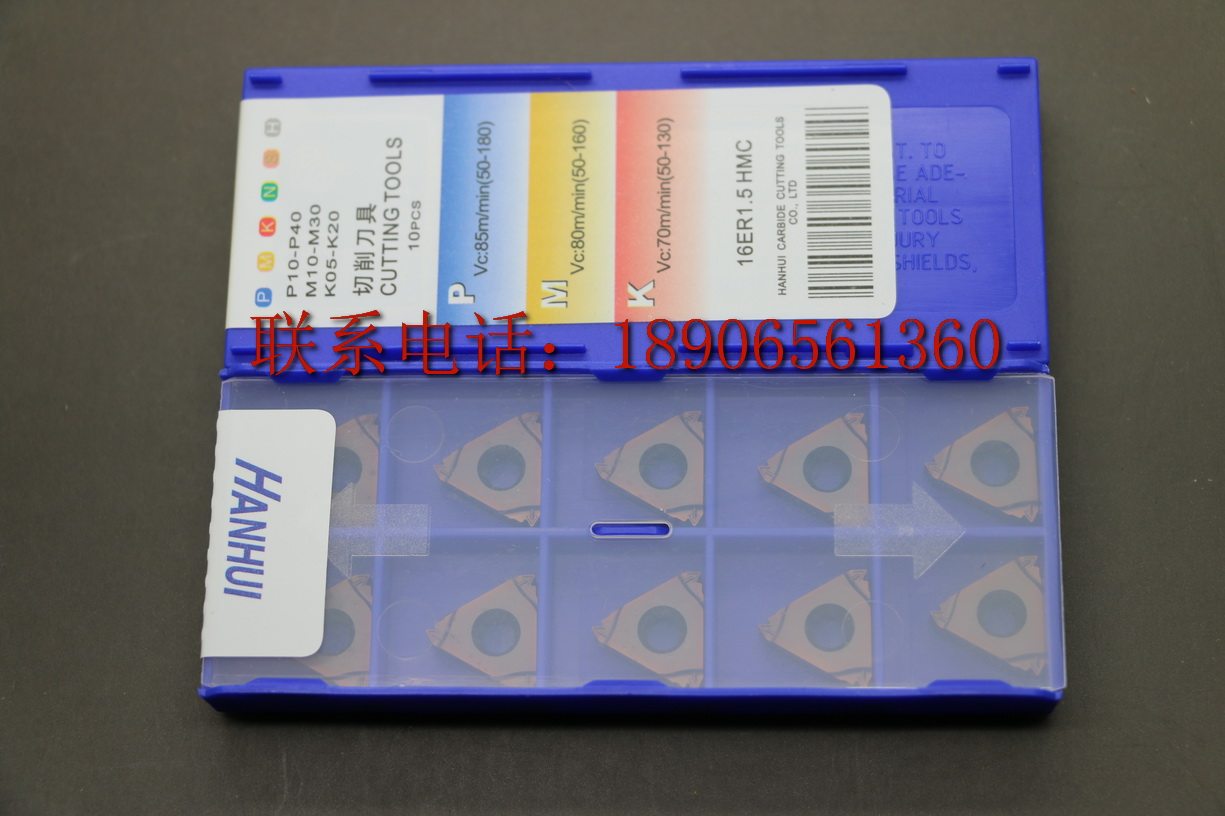 P M K N S H
P10-P40
M10-M30
K05-K20
切削刀具
CUTTING TOOLS
10PCS
P
Vc:85m/min(50-180)
M
Vc:80m/min(50-160)
K
Vc:70m/min(50-130)
16ER1.5 HMC
HANHUI CARBIDE CUTTING TOOLS
CO., LTD
T. TO
E ADE-
RIAL
TOOLS
JURY
SHIELDS,
联系电话： 18906561360
HANHUI